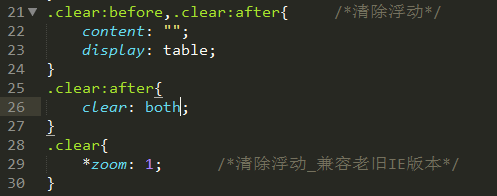 21 .clear:before,.clear:after{ /*清除浮动*/
22 content: "";
23 display: table;
24 }
25 .clear:after{
26 clear: both;
27 }
28 .clear{
29 *zoom: 1; /*清除浮动_兼容老旧IE版本*/
30 }